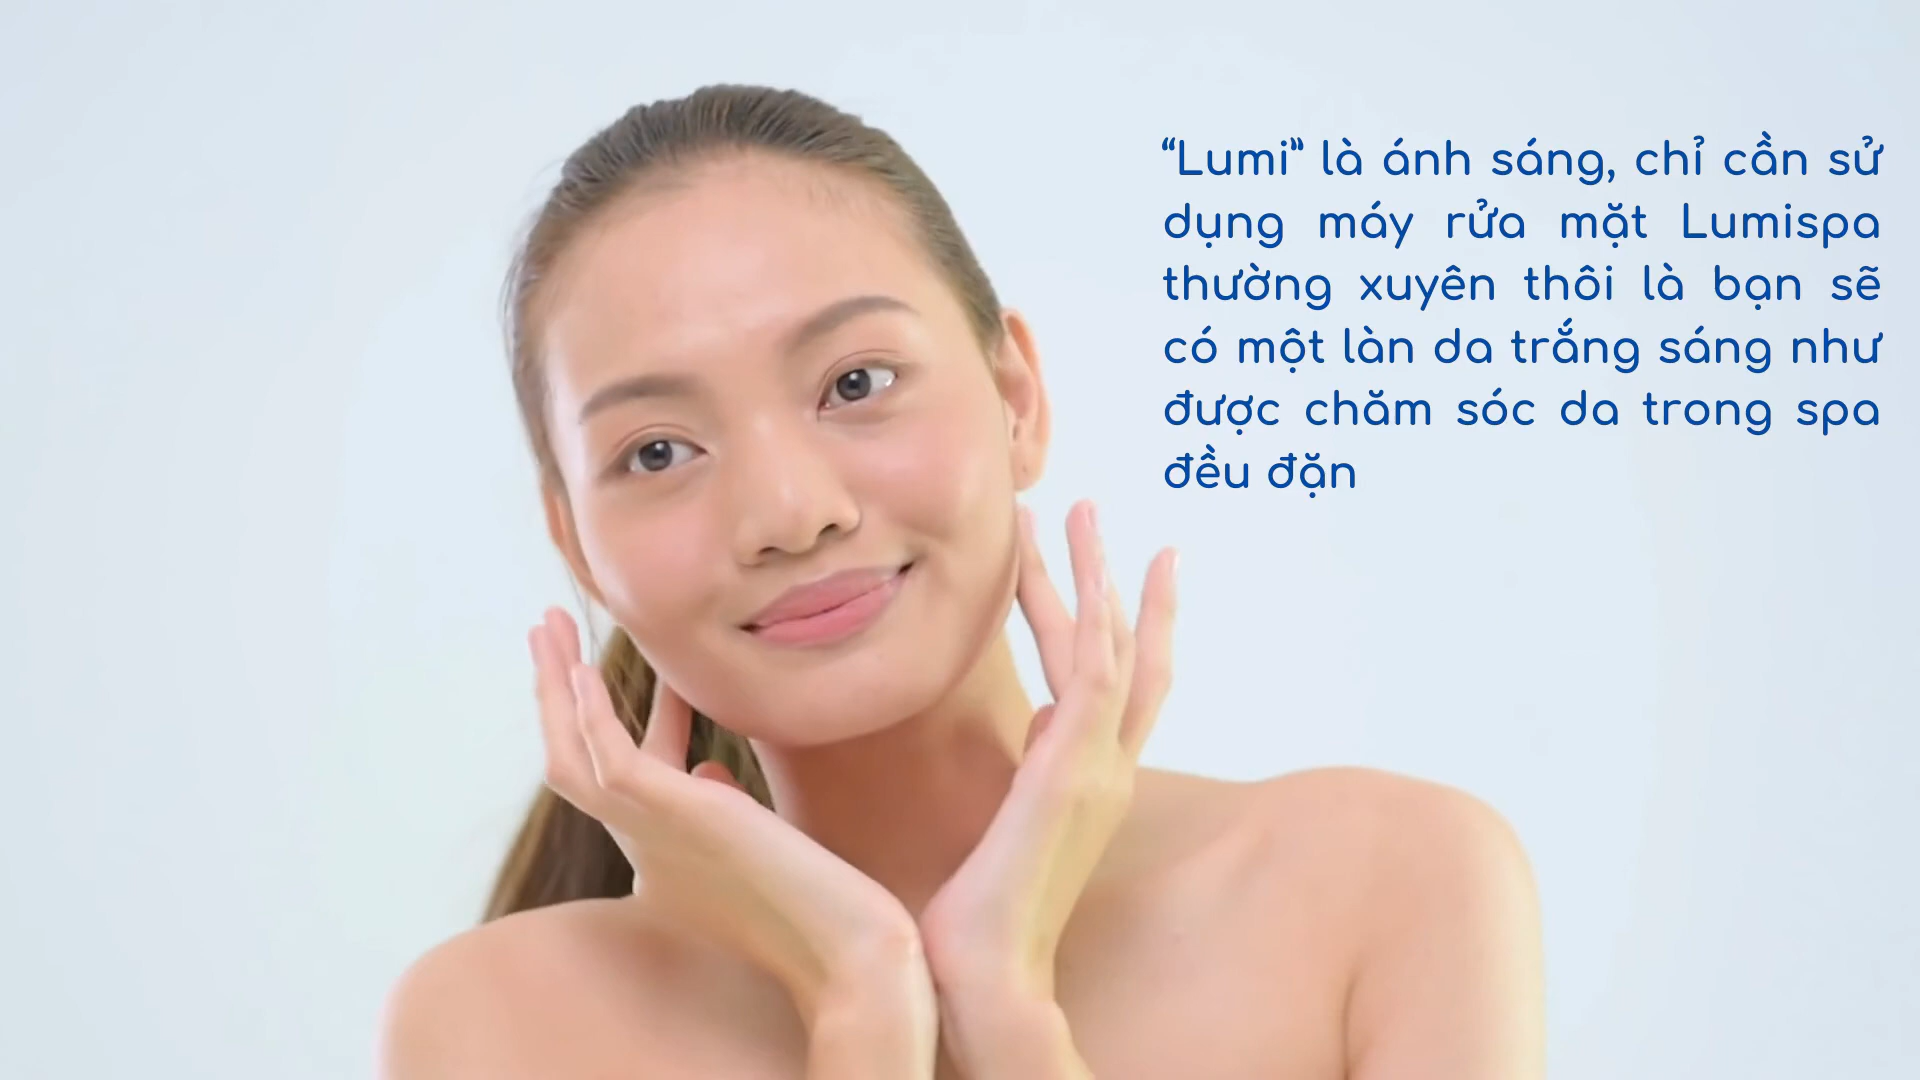 “Lumi” là ánh sáng, chỉ cần sử
dụng máy rửa mặt Lumispa
thường xuyên thôi là bạn sẽ
có một làn da trắng sáng như
được chăm sóc da trong spa
đều đặn